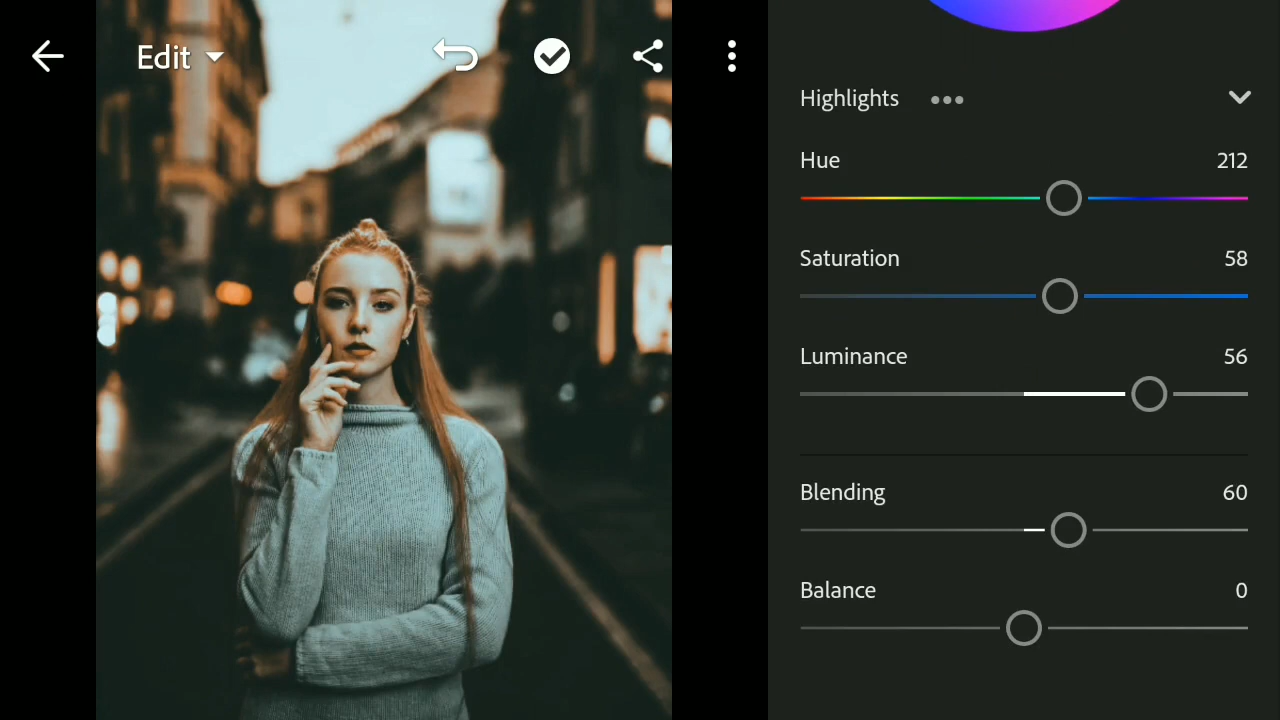 Edit
Highlights
Hue 212
Saturation 58
Luminance 56
Blending 60
Balance 0